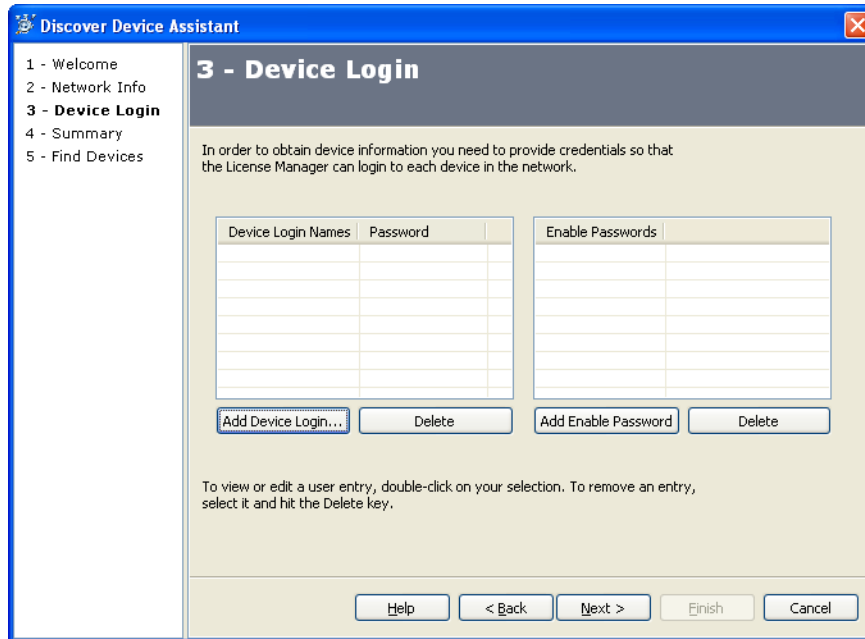 Discover Device Assistant
1 - Welcome
2 - Network Info
3 - Device Login
4 - Summary
5 - Find Devices
3 - Device Login
In order to obtain device information you need to provide credentials so that
the License Manager can login to each device in the network.
Device Login Names Password
Enable Passwords
Add Device Login... Delete
Add Enable Password Delete
To view or edit a user entry, double-click on your selection. To remove an entry,
select it and hit the Delete key.
Help < Back Next > Finish Cancel